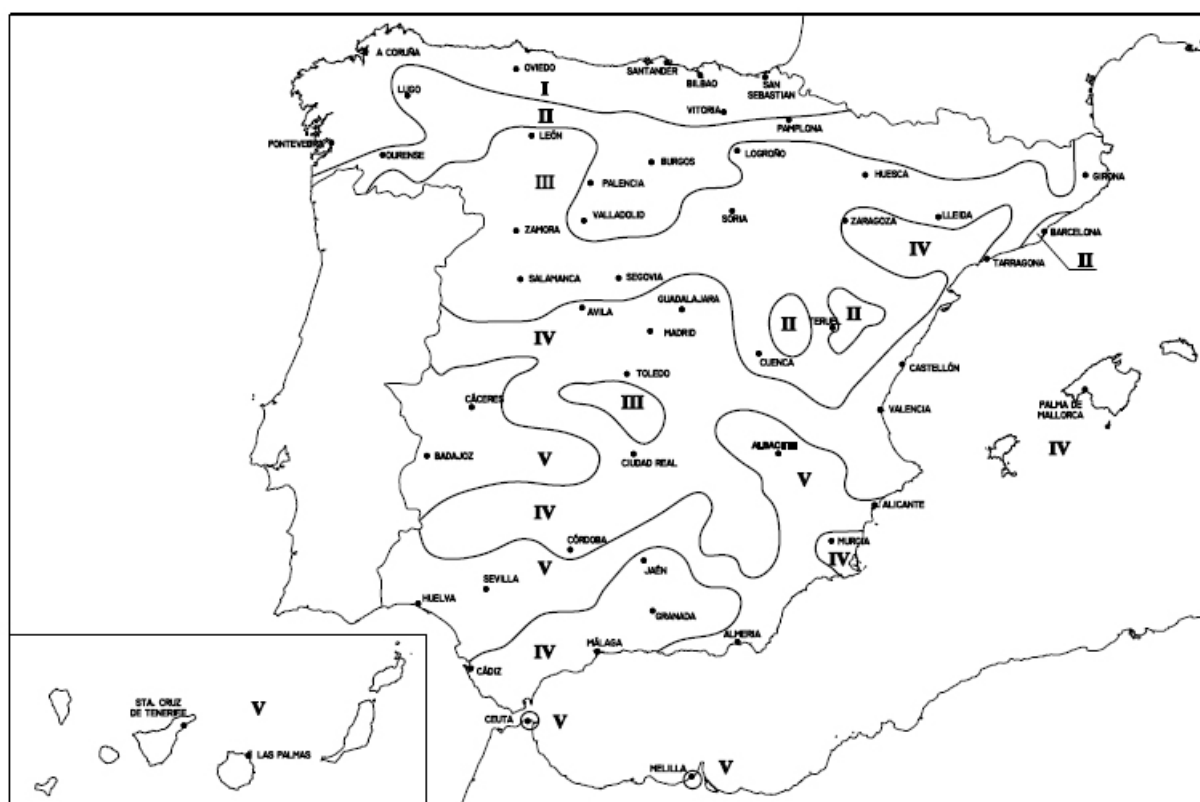 A CORUÑA
OVIEDO
SANTANDER
BILBAO
SAN
SEBASTIAN
LUGO
I
VITORIA
II
PAMPLONA
PONTEVEDRA
LEÓN
OURENSE
BURGOS
LOGROÑO
HUESCA
GIRONA
III
PALENCIA
VALLADOLID
SORIA
ZARAGOZA
LLEIDA
BARCELONA
ZAMORA
IV
II
TARRAGONA
SALAMANCA
SEGOVIA
GUADALAJARA
AVILA
II
II
TERUEL
IV
MADRID
CUENCA
CASTELLÓN
TOLEDO
CÁCERES
III
VALENCIA
PALMA DE
MALLORCA
IV
BADAJOZ
V
CIUDAD REAL
V
IV
ALICANTE
CÓRDOBA
MURCIA
IV
V
JAÉN
SEVILLA
HUELVA
GRANADA
ALMERIA
IV
MÁLAGA
CÁDIZ
STA. CRUZ
DE TENERIFE
V
CEUTA
V
LAS PALMAS
MELILLA
V